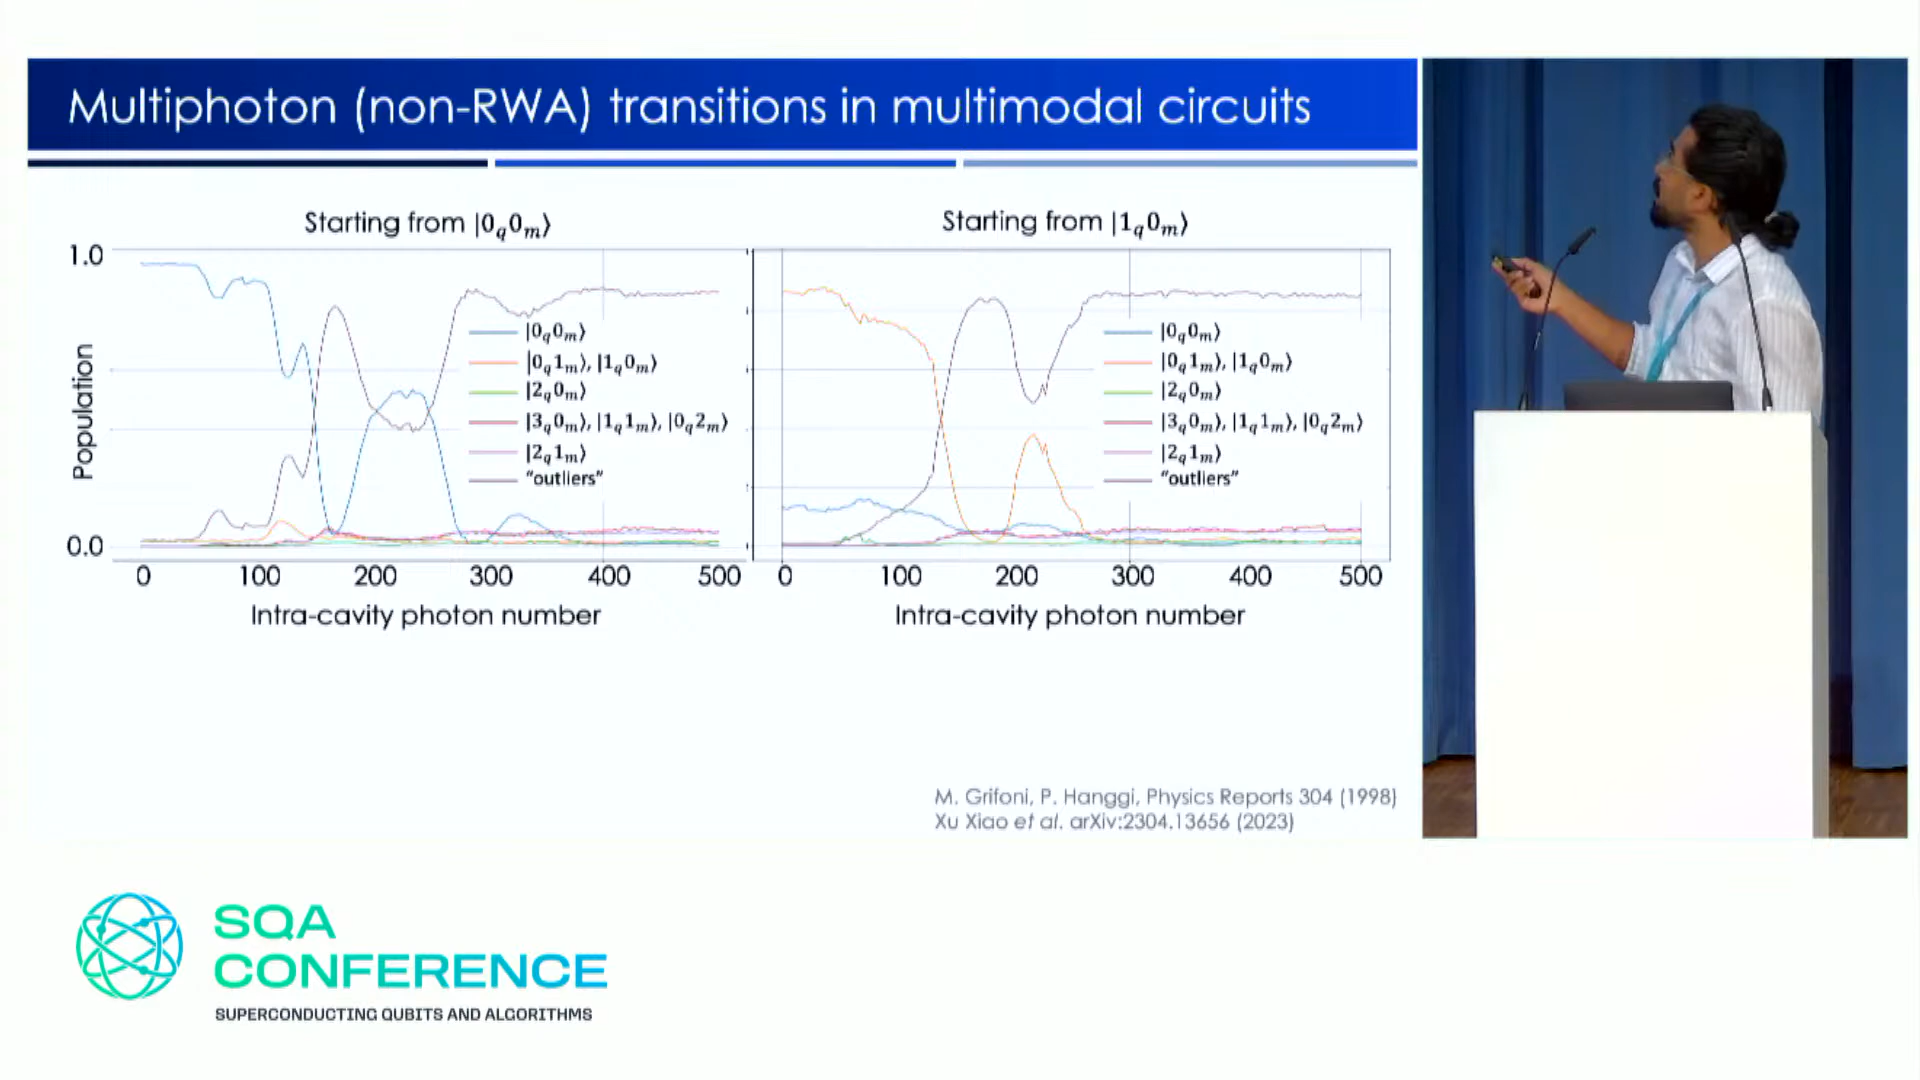 Multiphoton (non-RWA) transitions in multimodal circuits
Starting from |0q0m⟩
Starting from |1q0m⟩
1.0
0.0
Population
|0q0m⟩
|0q1m⟩, |1q0m⟩
|2q0m⟩
|3q0m⟩, |1q1m⟩, |0q2m⟩
|2q1m⟩
"outliers"
|0q0m⟩
|0q1m⟩, |1q0m⟩
|2q0m⟩
|3q0m⟩, |1q1m⟩, |0q2m⟩
|2q1m⟩
"outliers"
0 100 200 300 400 500
0 100 200 300 400 500
Intra-cavity photon number
Intra-cavity photon number
M. Grifoni, P. Hanggi, Physics Reports 304 (1998)
Xu Xiao et al. arXiv:2304.13656 (2023)
SQA
CONFERENCE
SUPERCONDUCTING QUBITS AND ALGORITHMS